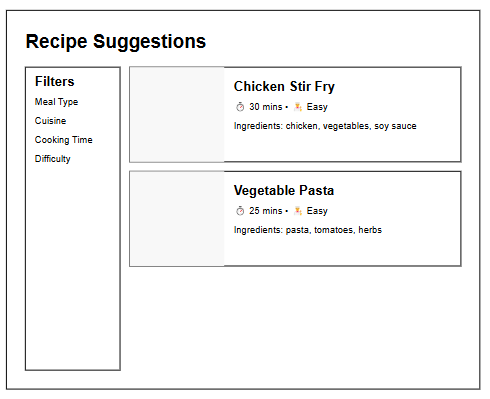 Recipe Suggestions
Filters
Meal Type
Cuisine
Cooking Time
Difficulty
Chicken Stir Fry
⏱ 30 mins • Easy
Ingredients: chicken, vegetables, soy sauce
Vegetable Pasta
⏱ 25 mins • Easy
Ingredients: pasta, tomatoes, herbs